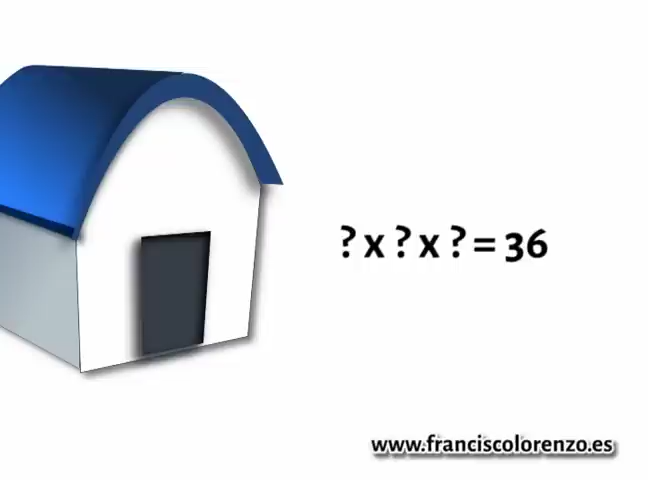 ? x ? x ? = 36
www.franciscolorenzo.es